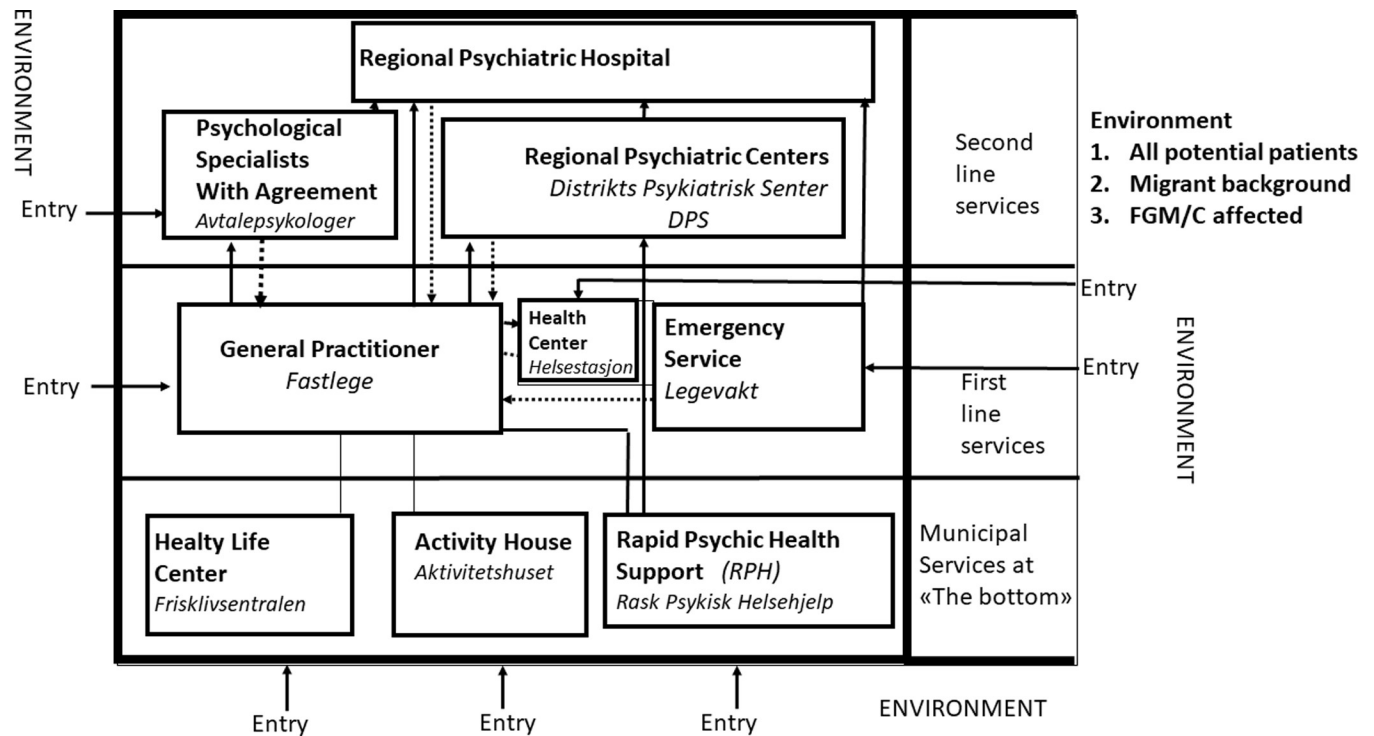 ENVIRONMENT
Regional Psychiatric Hospital
Psychological
Specialists
With Agreement
Avtalepsykologer
Regional Psychiatric Centers
Distrikts Psykiatrisk Senter
DPS
Second
line
services
Environment
1. All potential patients
2. Migrant background
3. FGM/C affected
Entry
Entry
General Practitioner
Fastlege
Health
Center
Helsestasjon
Emergency
Service
Legevakt
Entry
Entry
First
line
services
ENVIRONMENT
Healty Life
Center
Frisklivsentralen
Activity House
Aktivitetshuset
Rapid Psychic Health
Support (RPH)
Rask Psykisk Helsehjelp
Municipal
Services at
«The bottom»
Entry
Entry
Entry
ENVIRONMENT